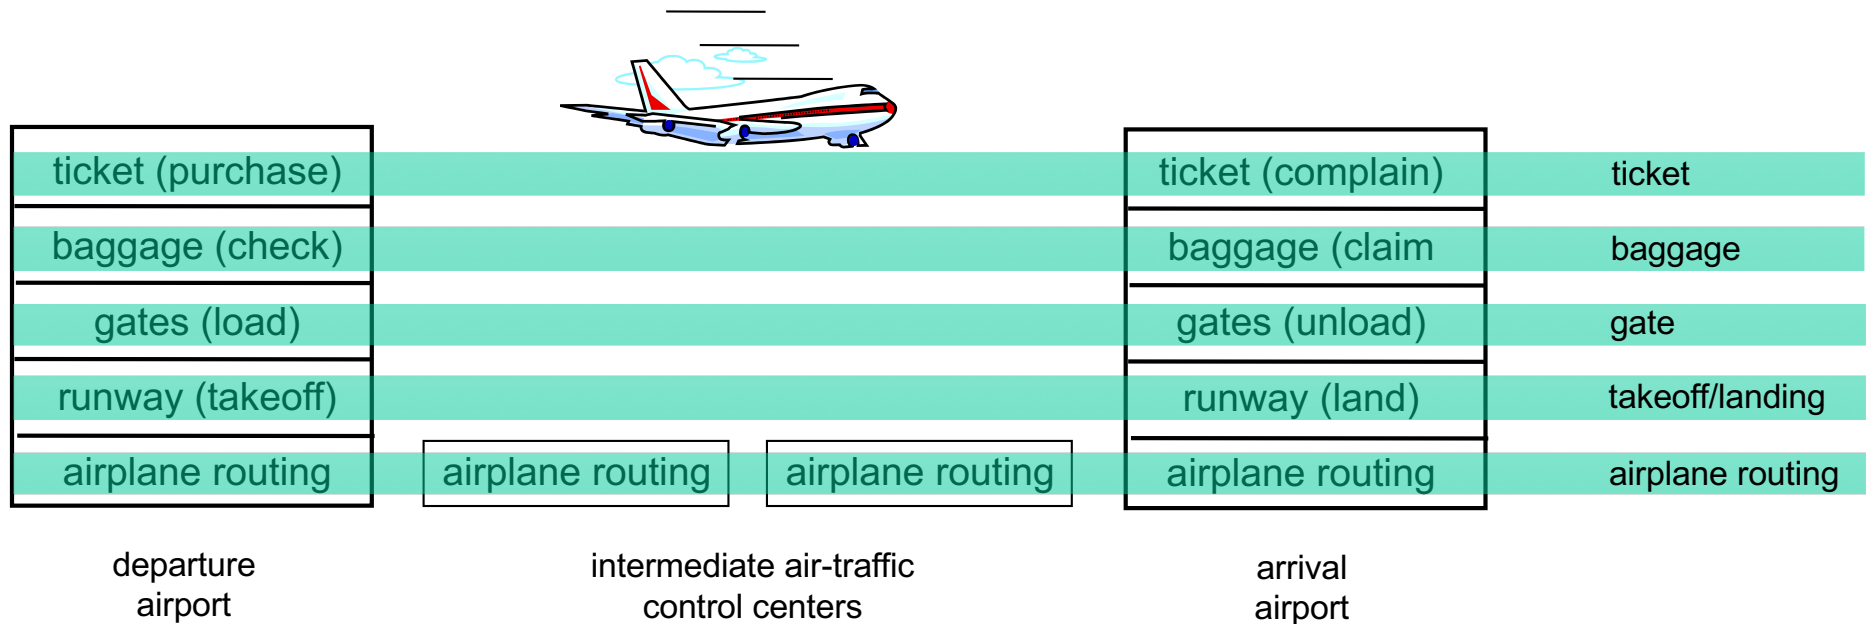 ticket (purchase)
ticket (complain)
ticket
baggage (check)
baggage (claim
baggage
gates (load)
gates (unload)
gate
runway (takeoff)
runway (land)
takeoff/landing
airplane routing
airplane routing
airplane routing
airplane routing
airplane routing
departure
airport
intermediate air-traffic
control centers
arrival
airport